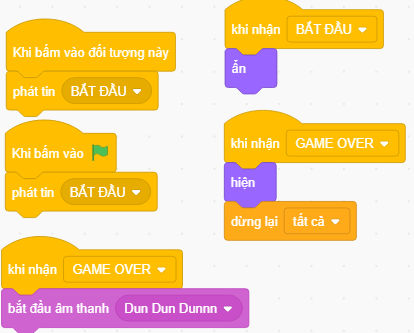 Khi bấm vào đối tượng này
phát tin BẮT ĐẦU
Khi bấm vào
phát tin BẮT ĐẦU
khi nhận GAME OVER
bắt đầu âm thanh Dun Dun Dunnn
khi nhận BẮT ĐẦU
ẩn
khi nhận GAME OVER
hiện
dừng lại tất cả